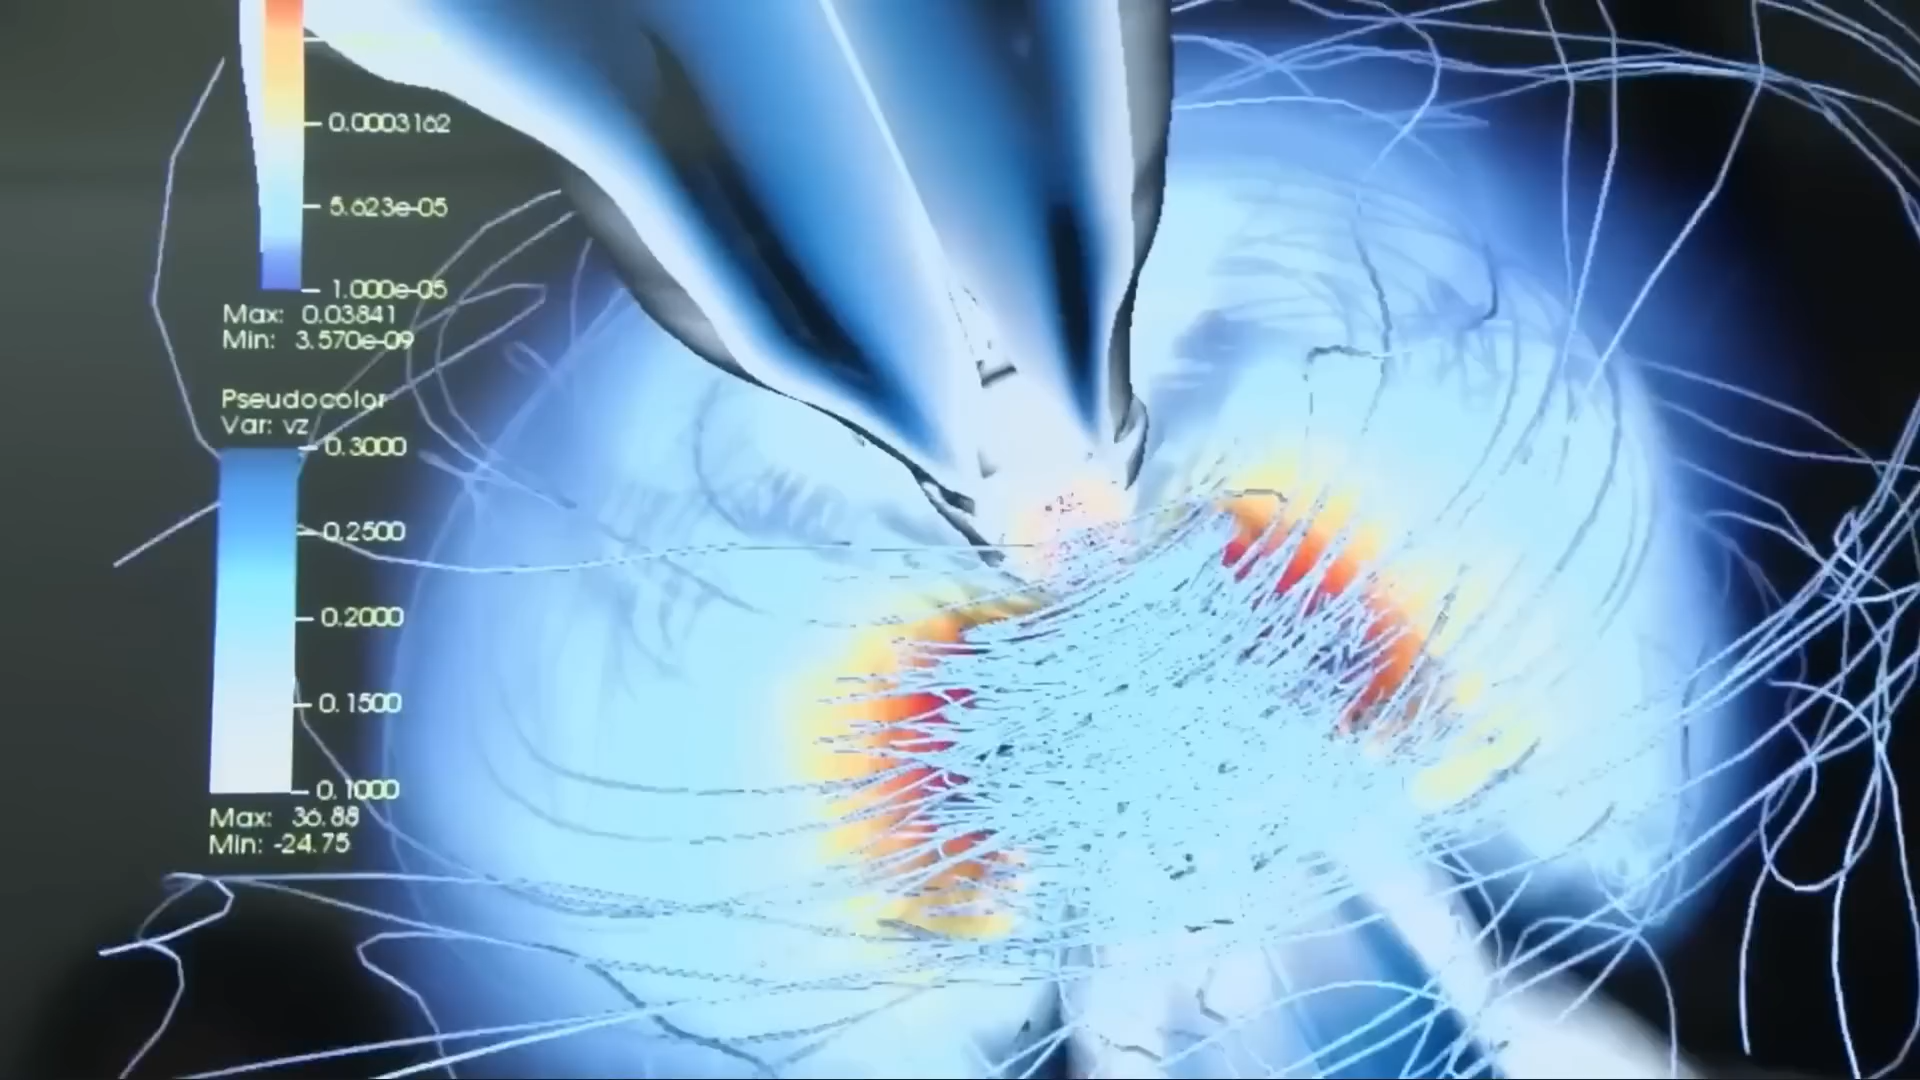 0.0003162
5.623e-05
1.000e-05
Max: 0.03841
Min: 3.570e-09
Pseudocolor
Var: vz
0.3000
0.2500
0.2000
0.1500
0.1000
Max: 36.88
Min: -24.75